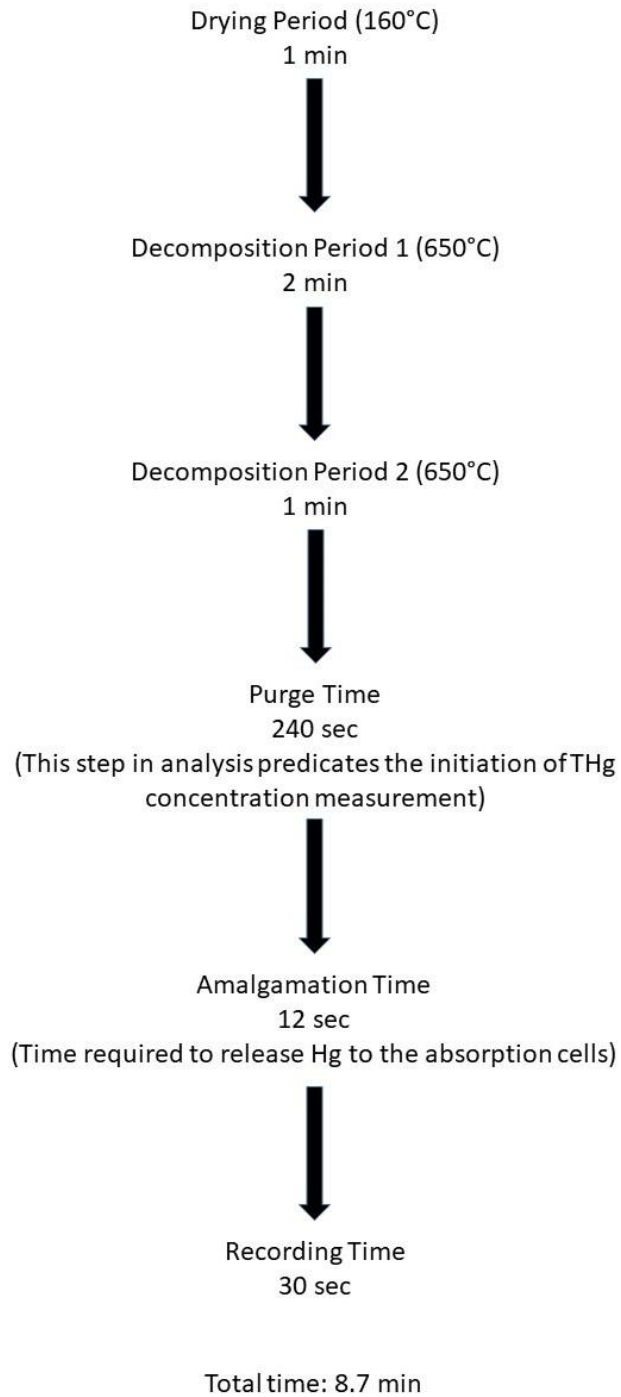 Drying Period (160°C)
1 min
Decomposition Period 1 (650°C)
2 min
Decomposition Period 2 (650°C)
1 min
Purge Time
240 sec
(This step in analysis predicates the initiation of THg
concentration measurement)
Amalgamation Time
12 sec
(Time required to release Hg to the absorption cells)
Recording Time
30 sec
Total time: 8.7 min